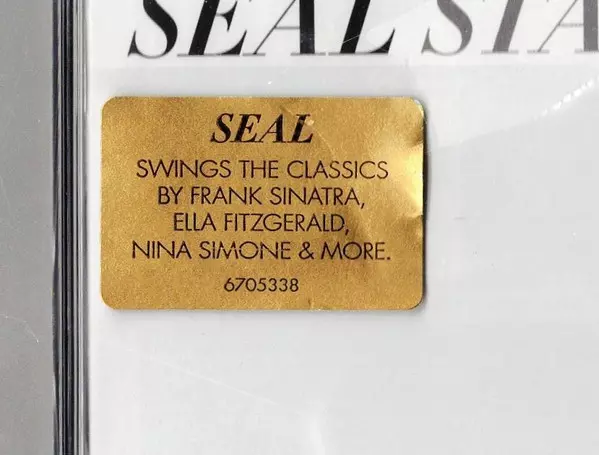 SEAL STA
SEAL
SWINGS THE CLASSICS
BY FRANK SINATRA,
ELLA FITZGERALD,
NINA SIMONE & MORE.
6705338